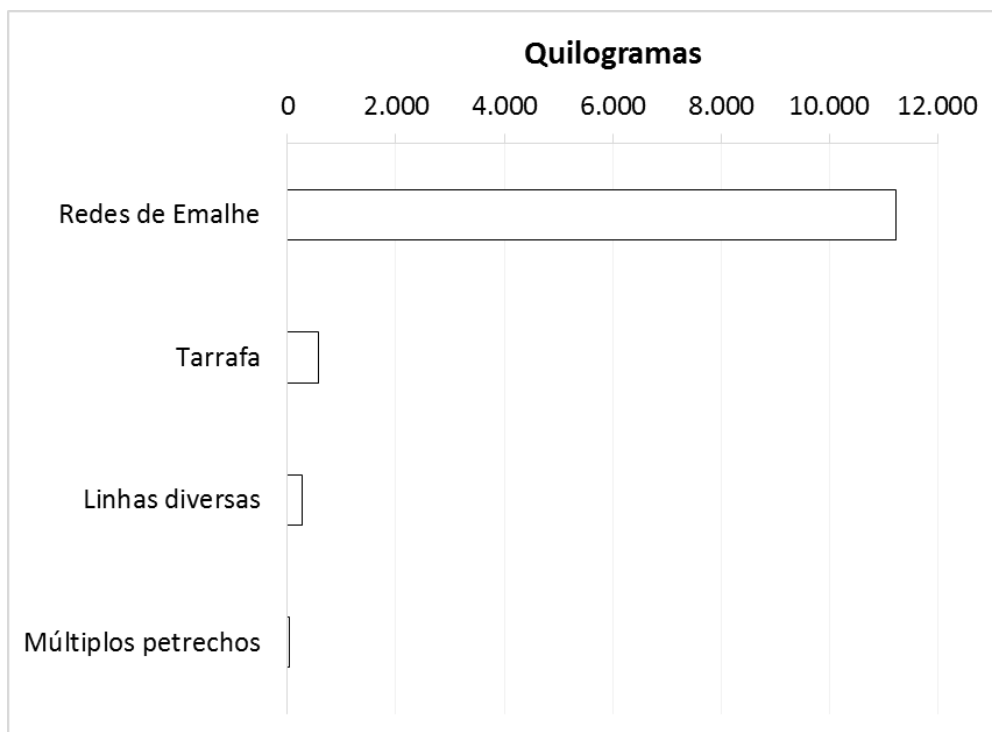 Quilogramas
0 2.000 4.000 6.000 8.000 10.000 12.000
Redes de Emalhe
Tarrafa
Linhas diversas
Múltiplos petrechos